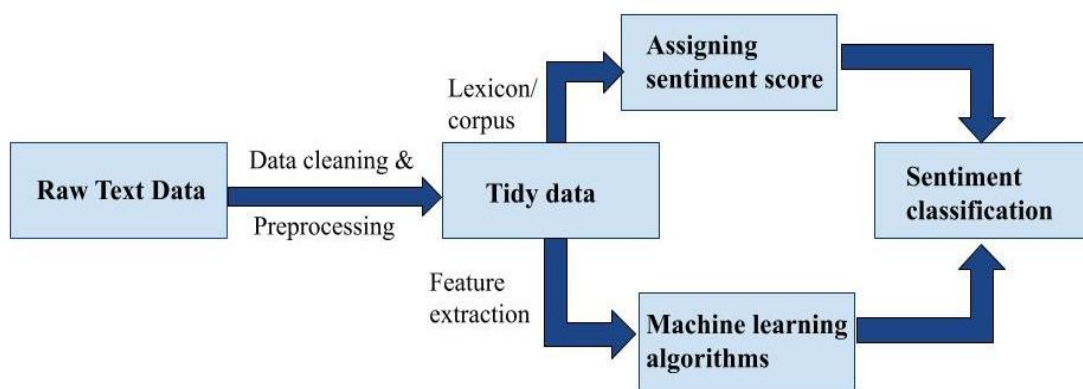 Raw Text Data
Data cleaning &
Preprocessing
Tidy data
Lexicon/
corpus
Assigning
sentiment score
Feature
extraction
Machine learning
algorithms
Sentiment
classification